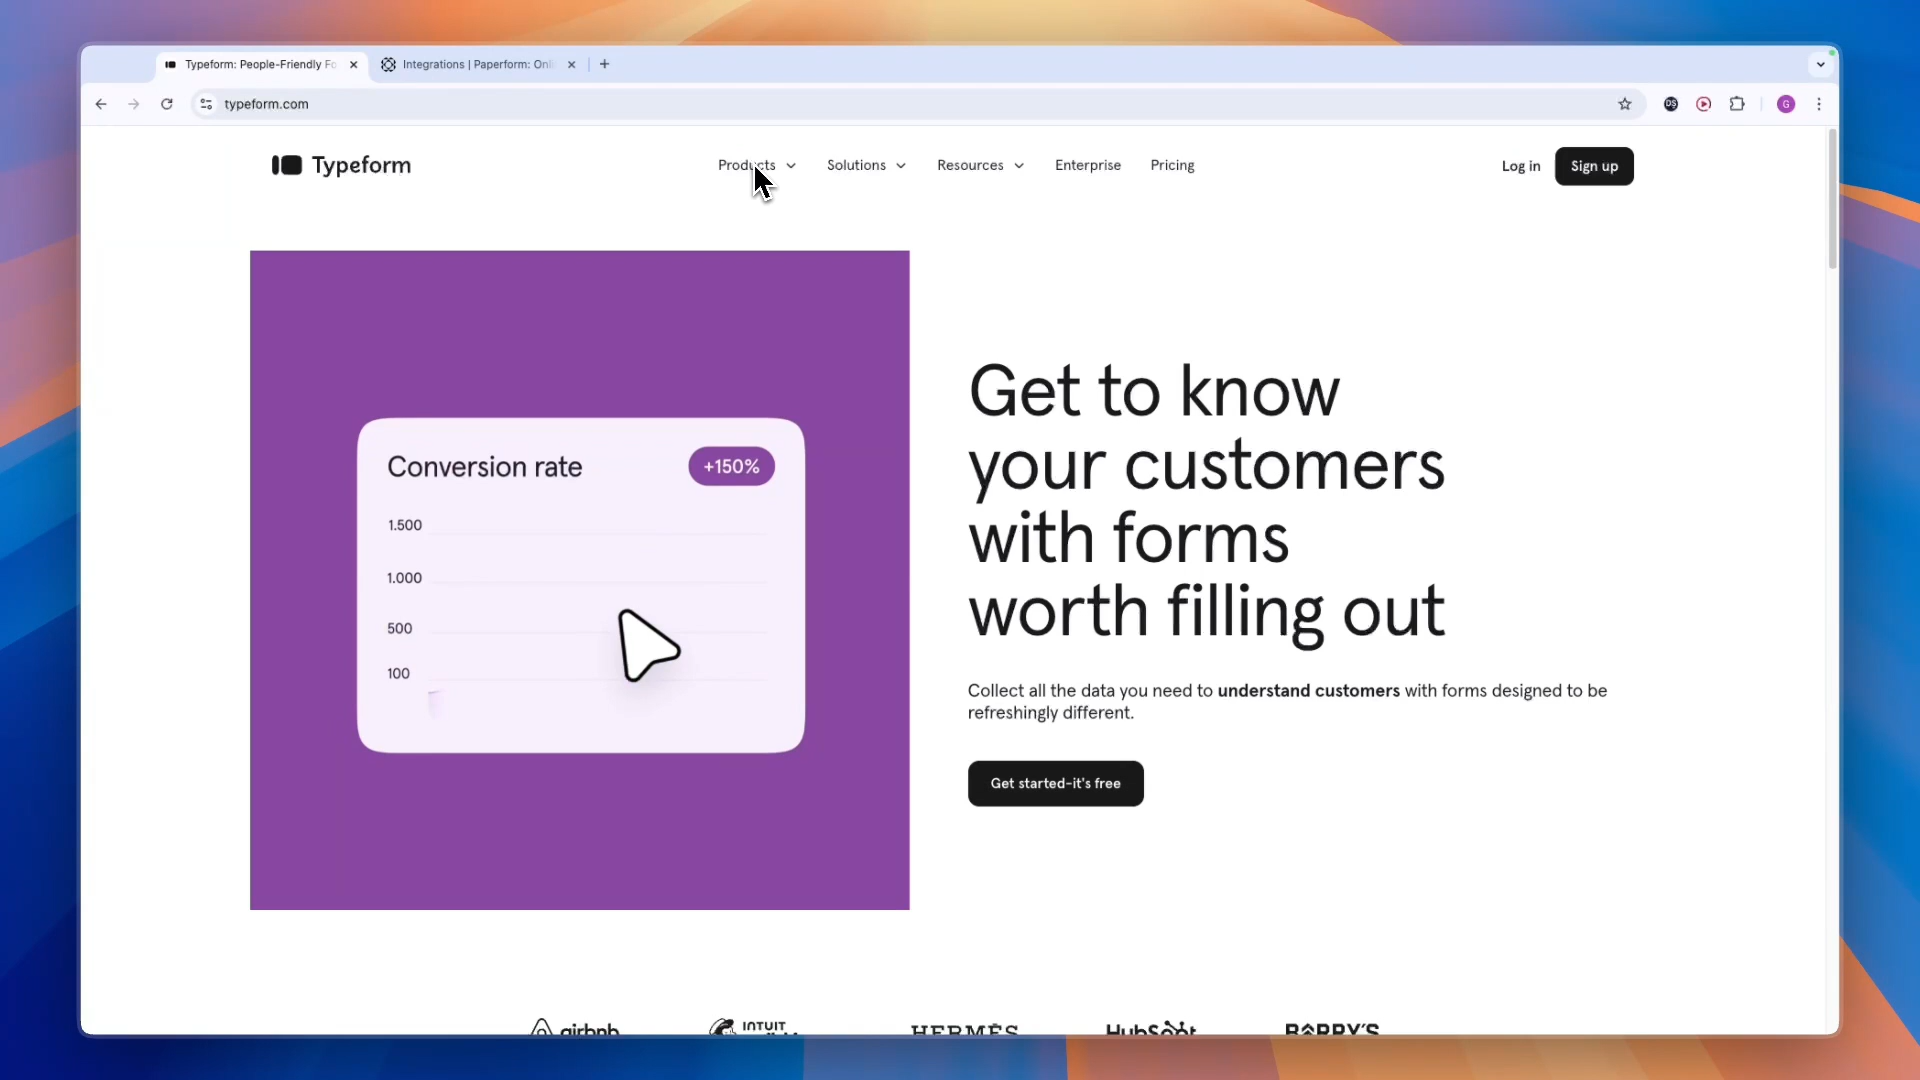 Typeform: People-Friendly Fo
Integrations | Paperform: Onli
typeform.com
Typeform
Products
Solutions
Resources
Enterprise
Pricing
Log in
Sign up
Conversion rate
+150%
1.500
1.000
500
100
Get to know
your customers
with forms
worth filling out
Collect all the data you need to understand customers with forms designed to be
refreshingly different.
Get started–it's free
airbnb
INTUIT
HERMÈS
HubSpot
BARRY'S
G
DS